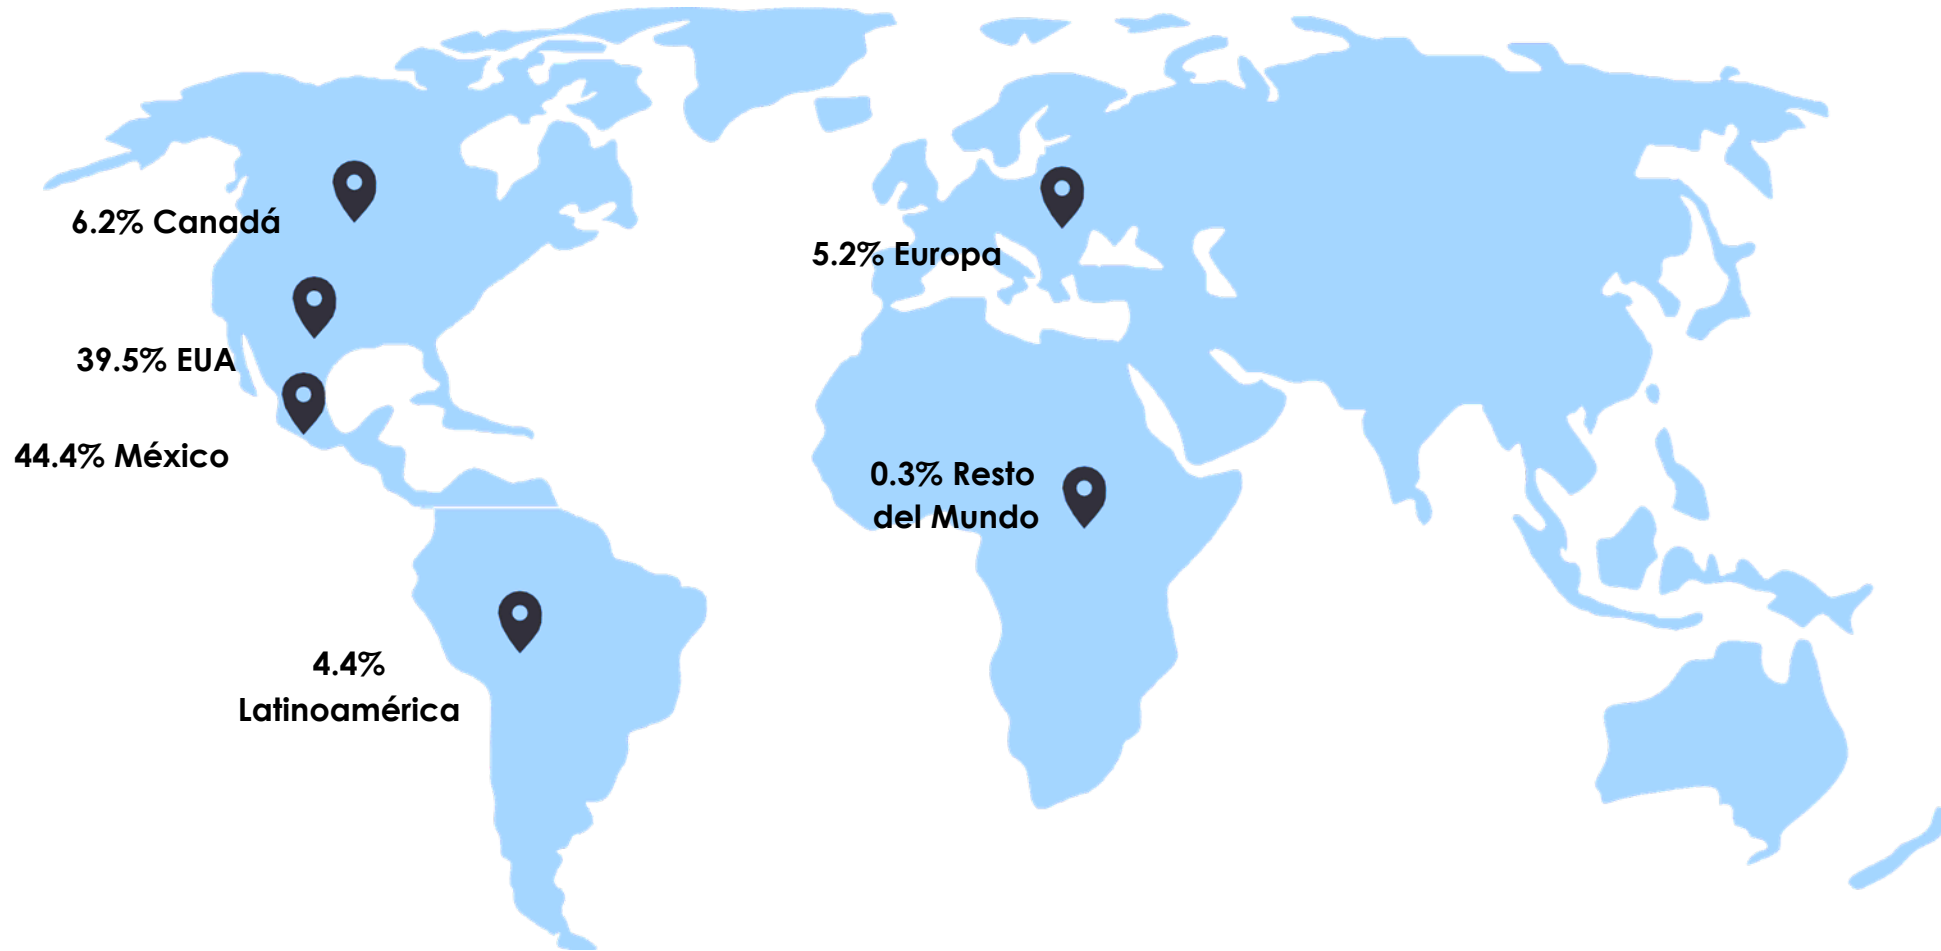 6.2% Canadá
5.2% Europa
39.5% EUA
44.4% México
0.3% Resto
del Mundo
4.4%
Latinoamérica